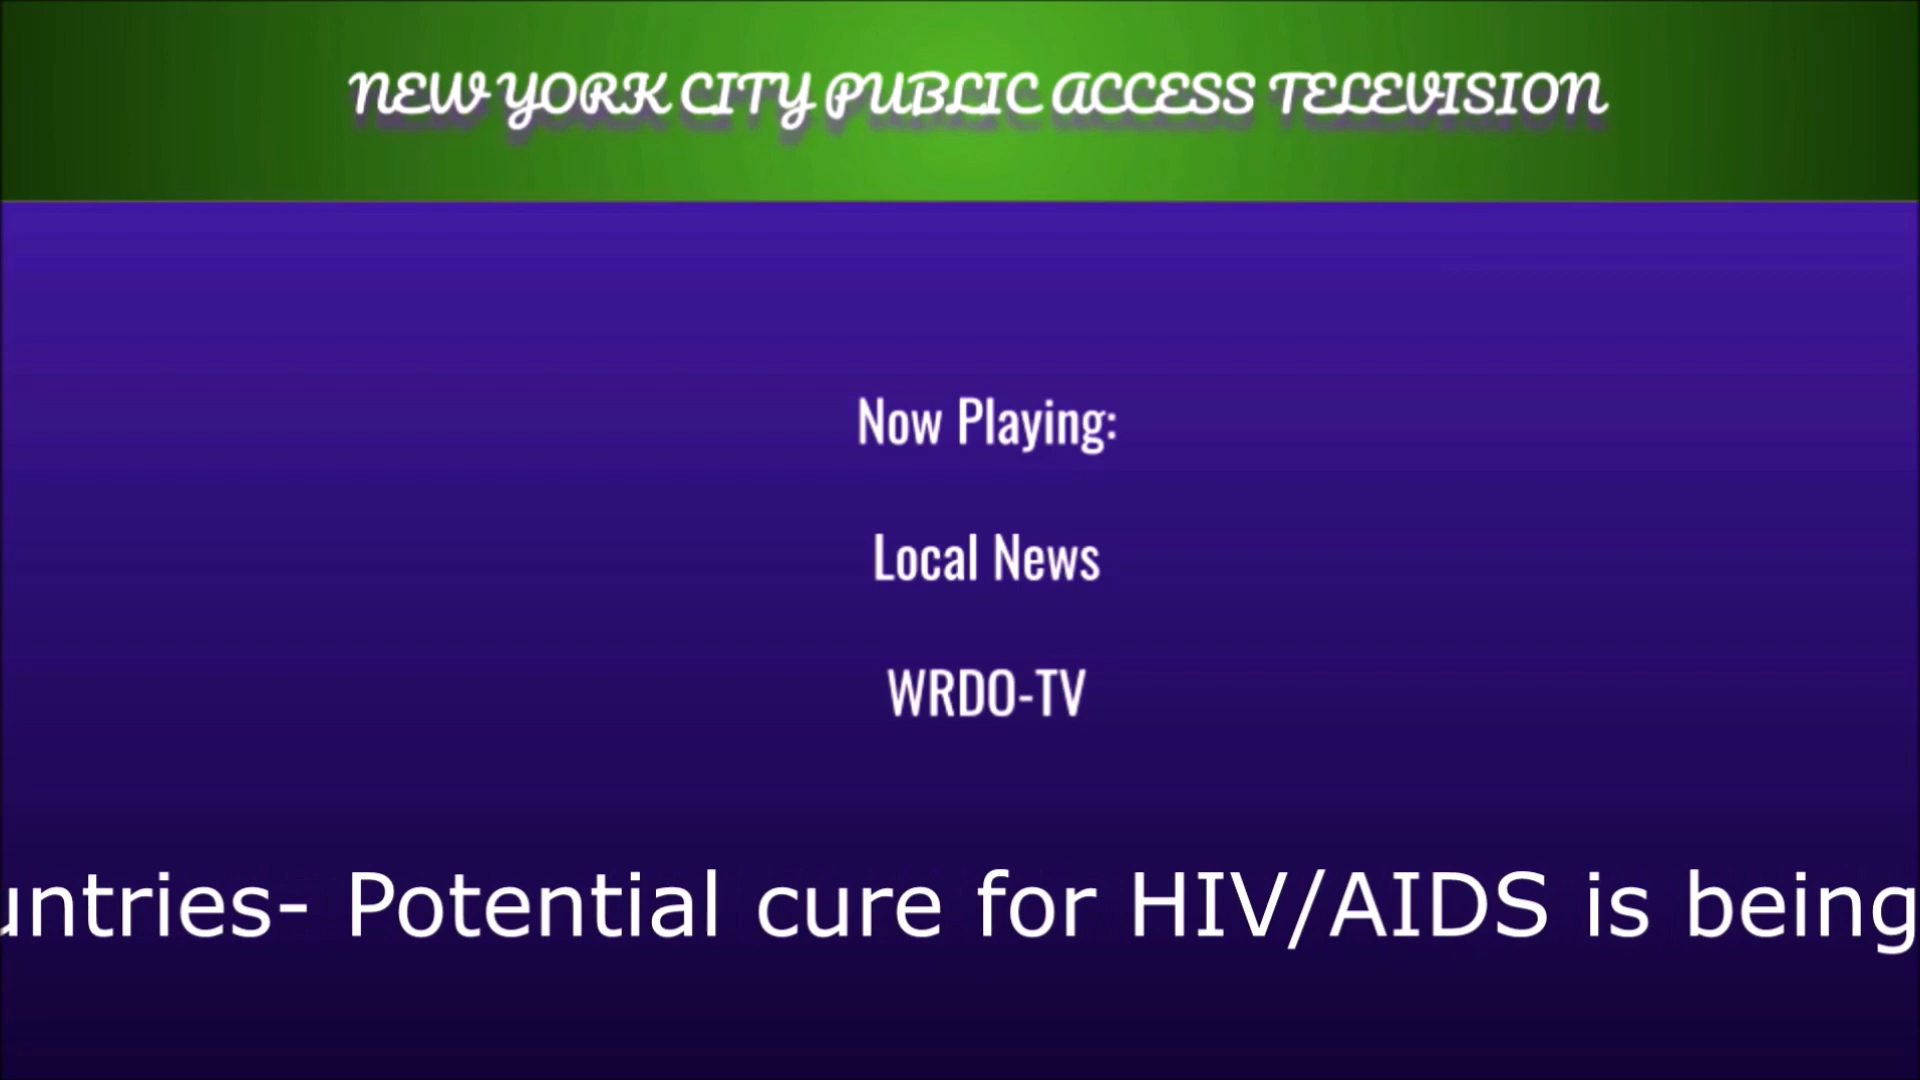 NEW YORK CITY PUBLIC ACCESS TELEVISION
Now Playing:
Local News
WRDO-TV
untries- Potential cure for HIV/AIDS is being